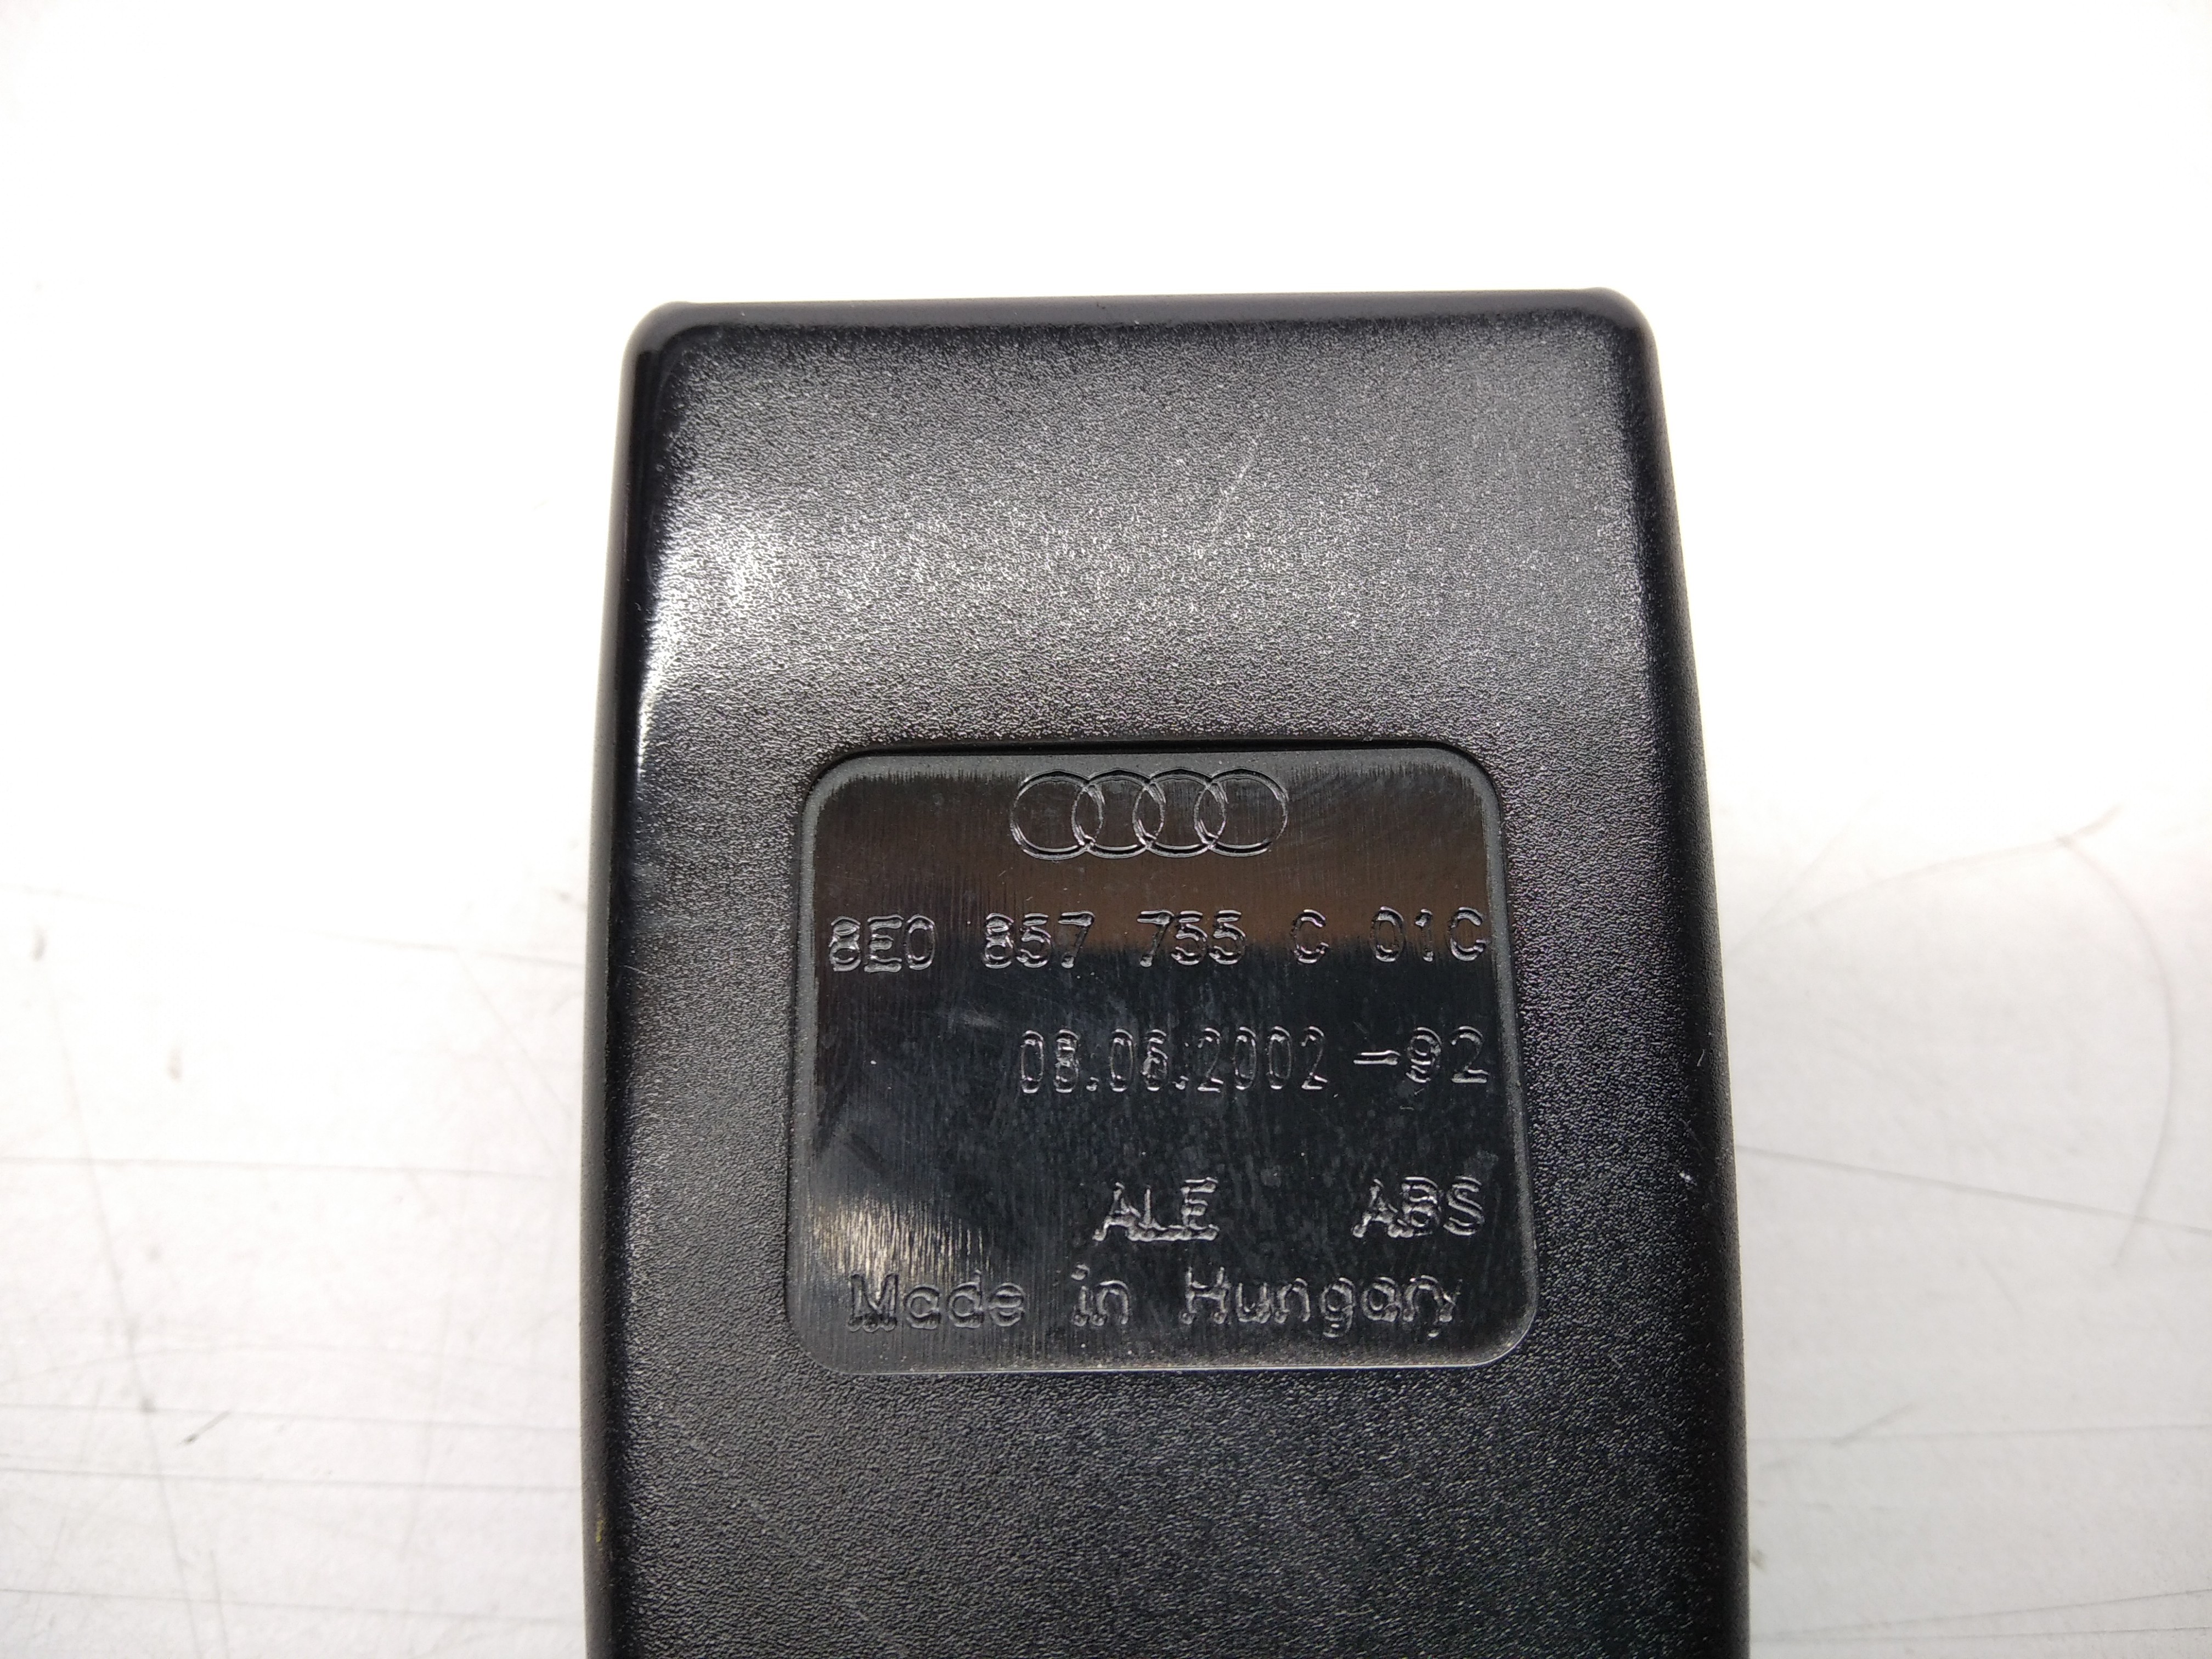 8E0 857 755 C 01C
08.06.2002 -92
ALE ABS
Made in Hungary